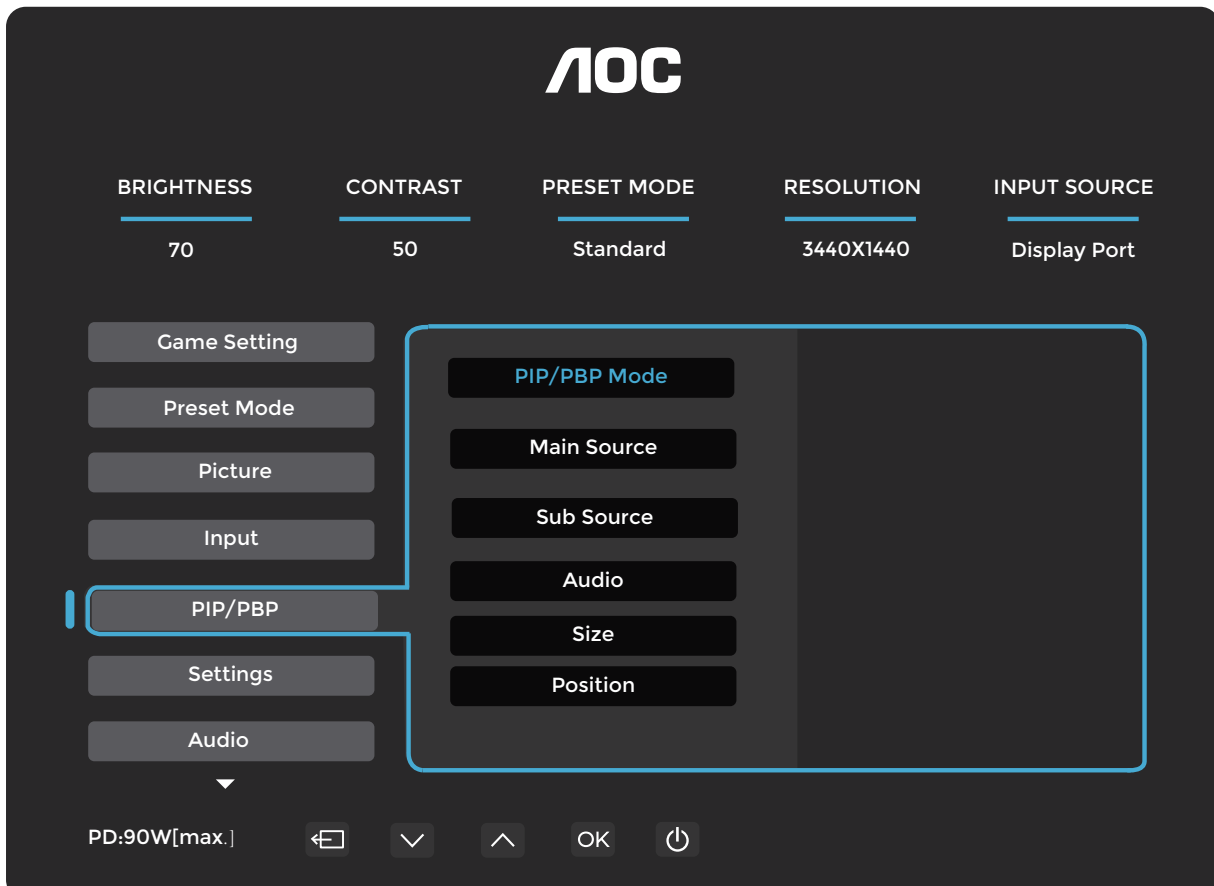 AOC
BRIGHTNESS CONTRAST PRESET MODE RESOLUTION INPUT SOURCE
70 50 Standard 3440X1440 Display Port
Game Setting
Preset Mode
Picture
Input
PIP/PBP
Settings
Audio
PIP/PBP Mode
Main Source
Sub Source
Audio
Size
Position
PD:90W[max.] OK